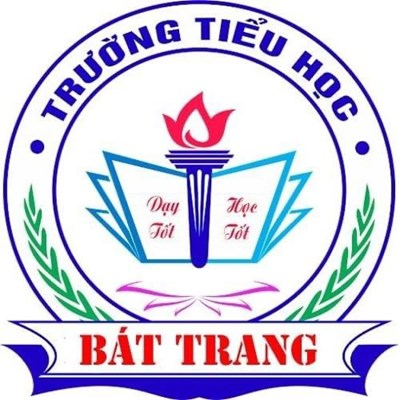 TRƯỜNG TIỂU HỌC
Dạy
Tốt
Học
Tốt
BÁT TRANG